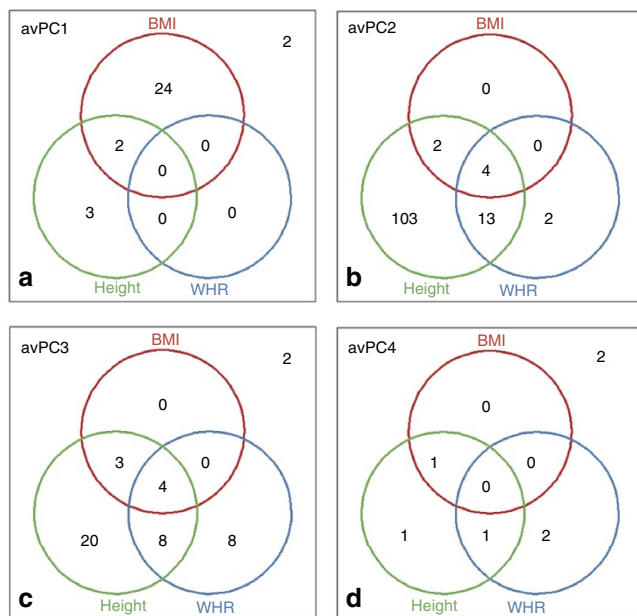 avPC1
BMI
2
24
2
0
0
3
0
0
a
Height
WHR
avPC2
BMI
0
2
0
4
103
13
2
b
Height
WHR
avPC3
BMI
2
0
3
0
4
20
8
8
c
Height
WHR
avPC4
BMI
2
0
1
0
0
1
1
2
d
Height
WHR